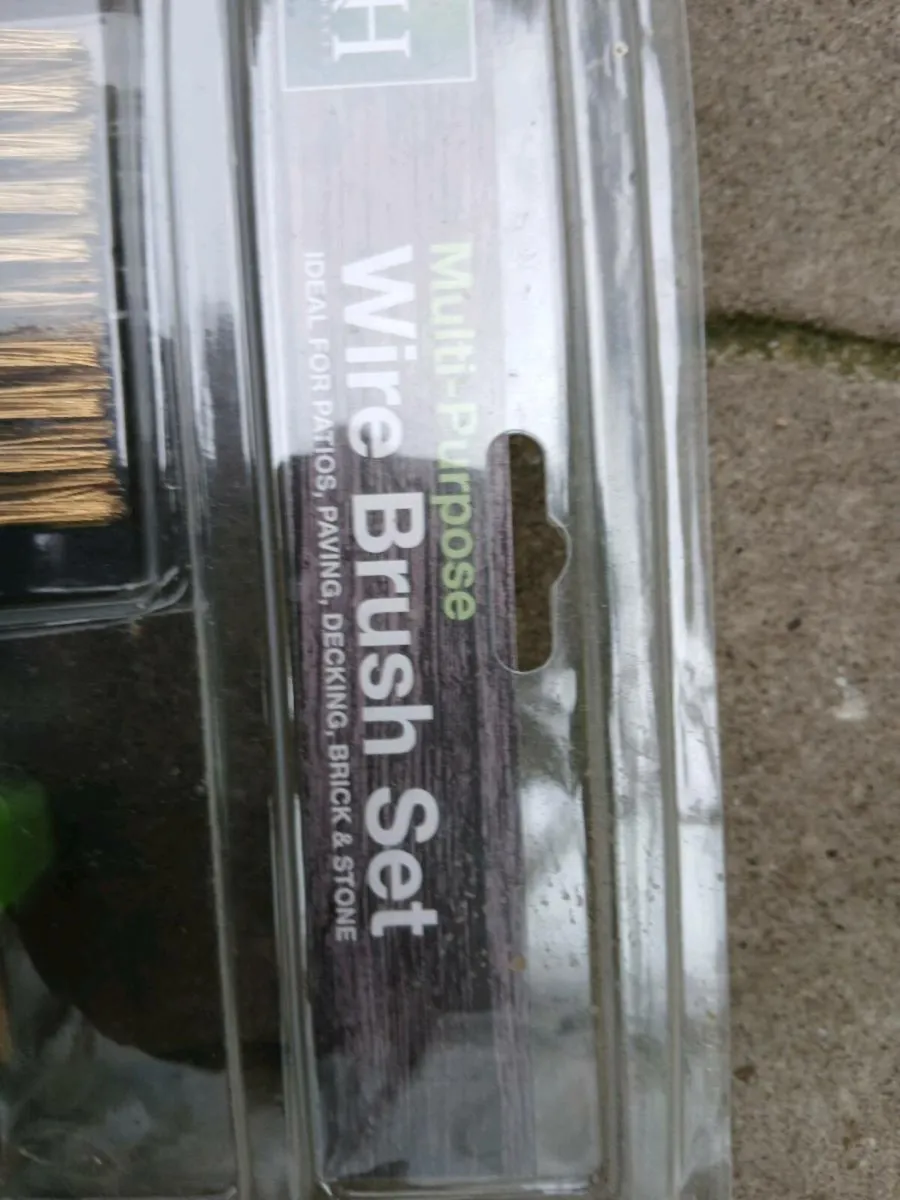 Multi-Purpose
Wire Brush Set
IDEAL FOR PATIOS, PAVING, DECKING, BRICK & STONE